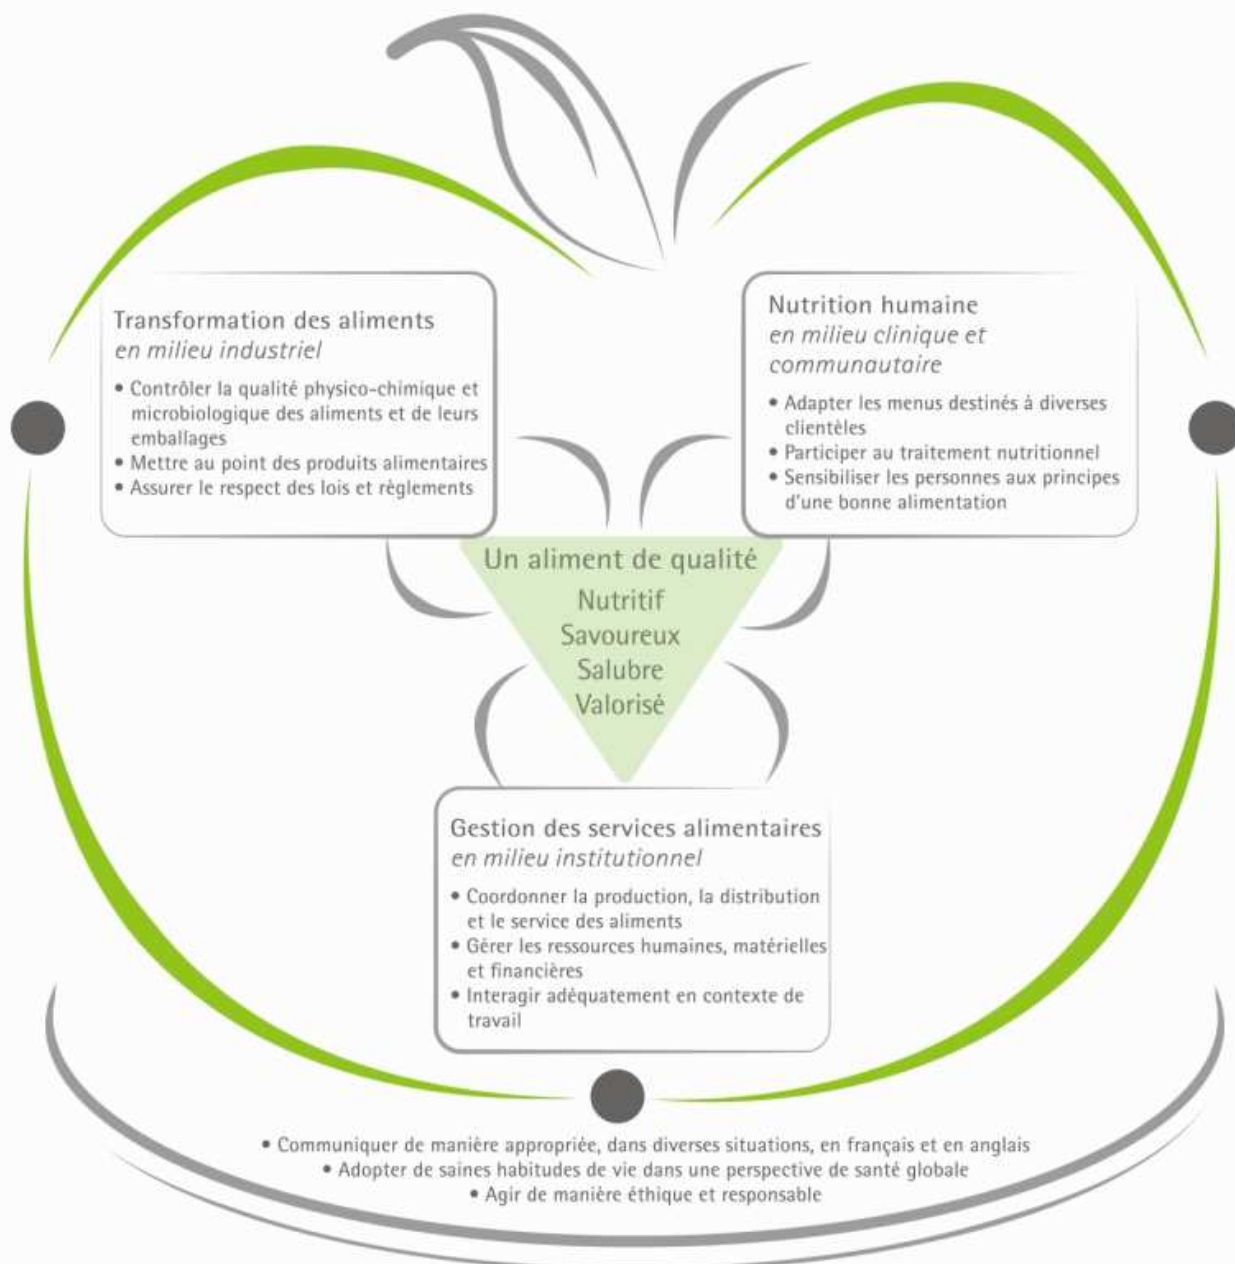 Transformation des aliments
en milieu industriel
• Contrôler la qualité physico-chimique et
microbiologique des aliments et de leurs
emballages
• Mettre au point des produits alimentaires
• Assurer le respect des lois et règlements
Nutrition humaine
en milieu clinique et
communautaire
• Adapter les menus destinés à diverses
clientèles
• Participer au traitement nutritionnel
• Sensibiliser les personnes aux principes
d'une bonne alimentation
Un aliment de qualité
Nutritif
Savoureux
Salubre
Valorisé
Gestion des services alimentaires
en milieu institutionnel
• Coordonner la production, la distribution
et le service des aliments
• Gérer les ressources humaines, matérielles
et financières
• Interagir adéquatement en contexte de
travail
• Communiquer de manière appropriée, dans diverses situations, en français et en anglais
• Adopter de saines habitudes de vie dans une perspective de santé globale
• Agir de manière éthique et responsable